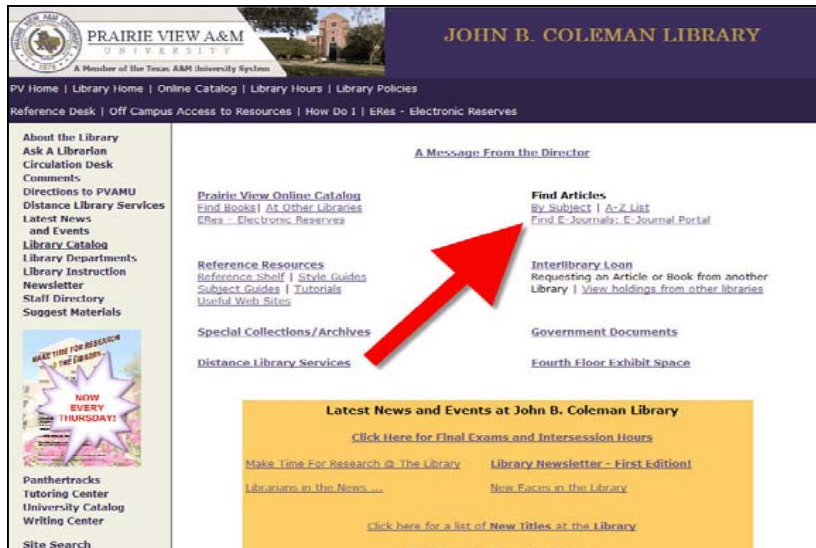 PRAIRIE VIEW A&M
UNIVERSITY
A Member of the Texas A&M University System
JOHN B. COLEMAN LIBRARY
PV Home | Library Home | Online Catalog | Library Hours | Library Policies
Reference Desk | Off Campus Access to Resources | How Do I | ERes - Electronic Reserves
About the Library
Ask A Librarian
Circulation Desk
Comments
Directions to PVAMU
Distance Library Services
Latest News
and Events
Library Catalog
Library Departments
Library Instruction
Newsletter
Staff Directory
Suggest Materials
MAKE TIME FOR RESEARCH
@ THE LIBRARY
NOW
EVERY
THURSDAY!
Panthertracks
Tutoring Center
University Catalog
Writing Center
Site Search
A Message From the Director
Prairie View Online Catalog
Find Books| At Other Libraries
ERes - Electronic Reserves
Find Articles
By Subject | A-Z List
Find E-Journals: E-Journal Portal
Reference Resources
Reference Shelf | Style Guides
Subject Guides | Tutorials
Useful Web Sites
Interlibrary Loan
Requesting an Article or Book from another
Library | View holdings from other libraries
Special Collections/Archives
Government Documents
Distance Library Services
Fourth Floor Exhibit Space
Latest News and Events at John B. Coleman Library
Click Here for Final Exams and Intersession Hours
Make Time For Research @ The Library
Library Newsletter - First Edition!
Librarians in the News ...
New Faces in the Library
Click here for a list of New Titles at the Library